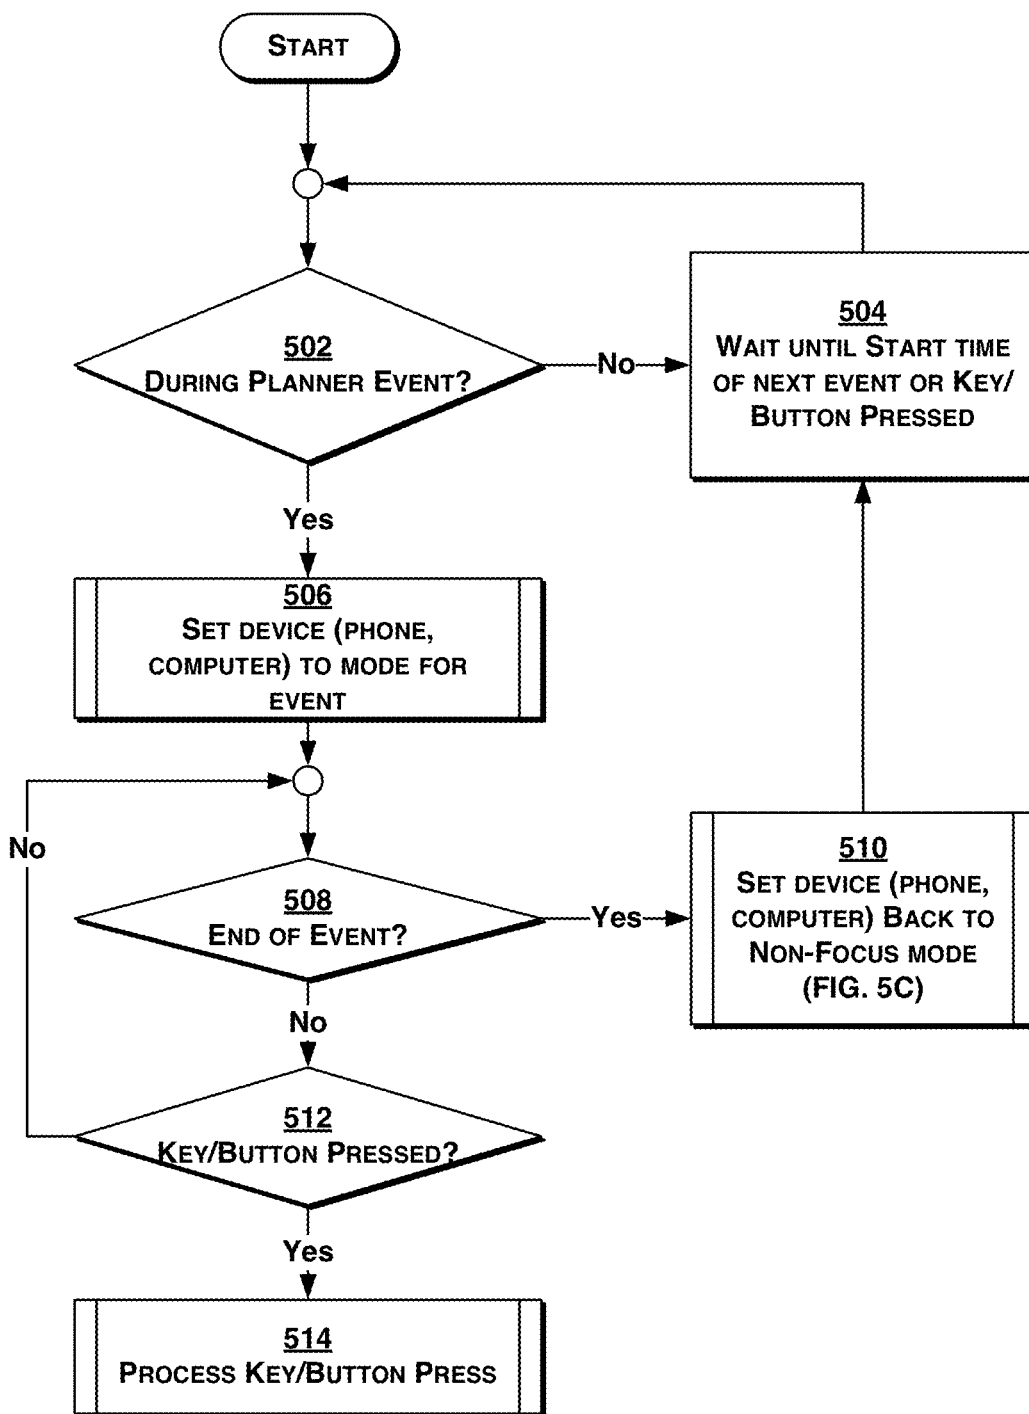 START
502
DURING PLANNER EVENT?
No
504
WAIT UNTIL START TIME
OF NEXT EVENT OR KEY/
BUTTON PRESSED
Yes
506
SET DEVICE (PHONE,
COMPUTER) TO MODE FOR
EVENT
No
508
END OF EVENT?
Yes
510
SET DEVICE (PHONE,
COMPUTER) BACK TO
NON-FOCUS MODE
(FIG. 5C)
No
512
KEY/BUTTON PRESSED?
Yes
514
PROCESS KEY/BUTTON PRESS